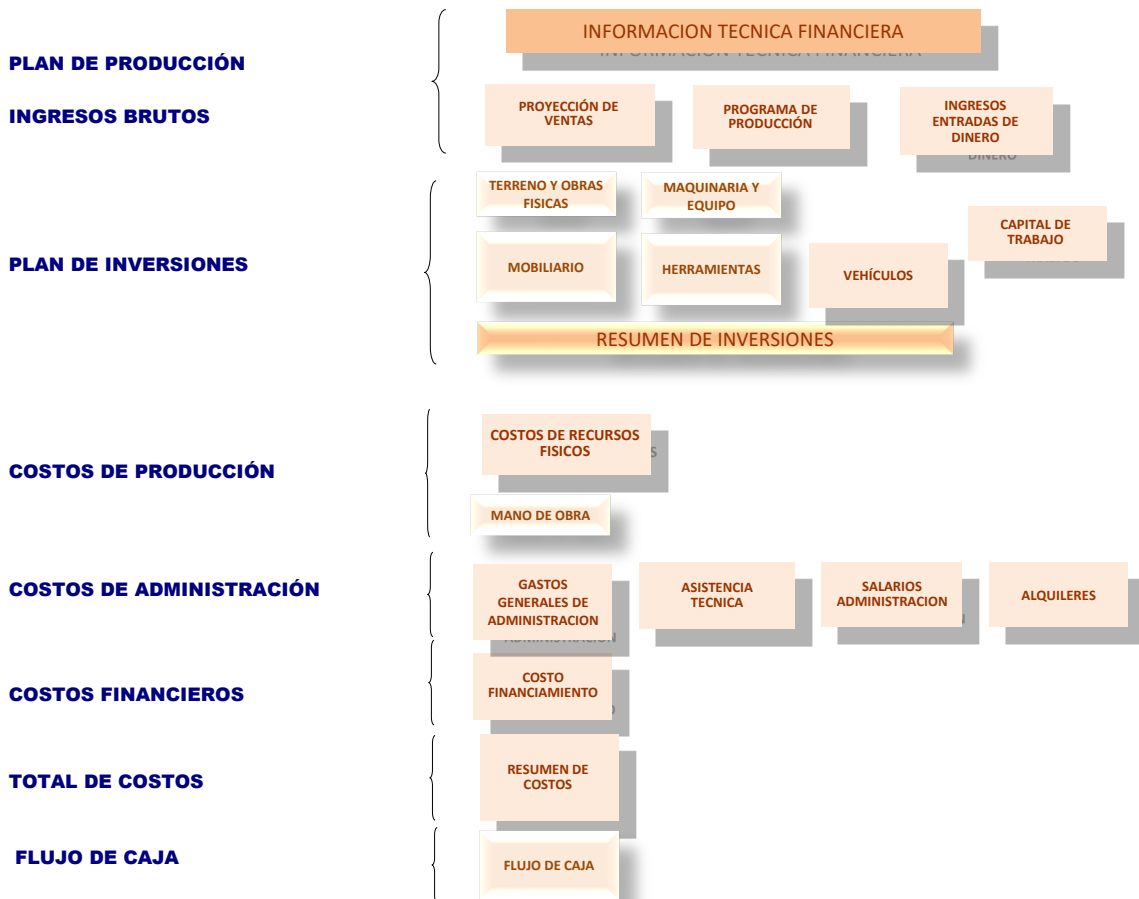 INFORMACION TECNICA FINANCIERA
PLAN DE PRODUCCIÓN
INGRESOS BRUTOS
PROYECCIÓN DE
VENTAS
PROGRAMA DE
PRODUCCIÓN
INGRESOS
ENTRADAS DE
DINERO
PLAN DE INVERSIONES
TERRENO Y OBRAS
FISICAS
MAQUINARIA Y
EQUIPO
CAPITAL DE
TRABAJO
MOBILIARIO
HERRAMIENTAS
VEHÍCULOS
RESUMEN DE INVERSIONES
COSTOS DE PRODUCCIÓN
COSTOS DE RECURSOS
FISICOS
MANO DE OBRA
COSTOS DE ADMINISTRACIÓN
GASTOS
GENERALES DE
ADMINISTRACION
ASISTENCIA
TECNICA
SALARIOS
ADMINISTRACION
ALQUILERES
COSTOS FINANCIEROS
COSTO
FINANCIAMIENTO
TOTAL DE COSTOS
RESUMEN DE
COSTOS
FLUJO DE CAJA
FLUJO DE CAJA